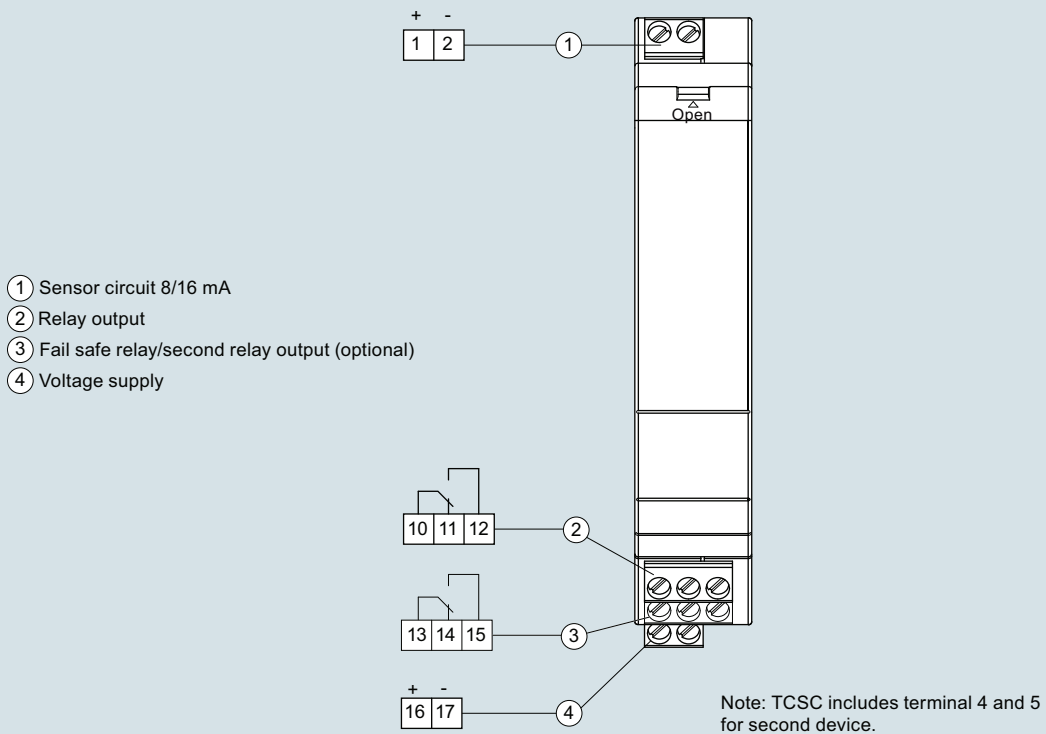 + -
1 2 1
Open
1 Sensor circuit 8/16 mA
2 Relay output
3 Fail safe relay/second relay output (optional)
4 Voltage supply
10 11 12 2
13 14 15 3
+ -
16 17 4
Note: TCSC includes terminal 4 and 5
for second device.